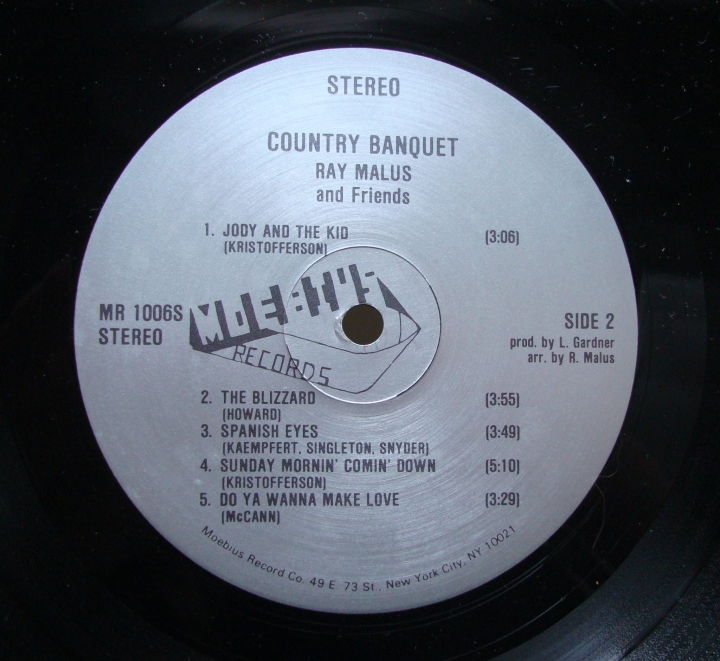 STEREO
COUNTRY BANQUET
RAY MALUS
and Friends
1. JODY AND THE KID (3:06)
(KRISTOFFERSON)
MOEBIUS
RECORDS
MR 1006S
STEREO
SIDE 2
prod. by L. Gardner
arr. by R. Malus
2. THE BLIZZARD (3:55)
(HOWARD)
3. SPANISH EYES (3:49)
(KAEMPFERT, SINGLETON, SNYDER)
4. SUNDAY MORNIN' COMIN' DOWN (5:10)
(KRISTOFFERSON)
5. DO YA WANNA MAKE LOVE (3:29)
(McCANN)
Moebius Record Co. 49 E 73 St., New York City, NY 10021